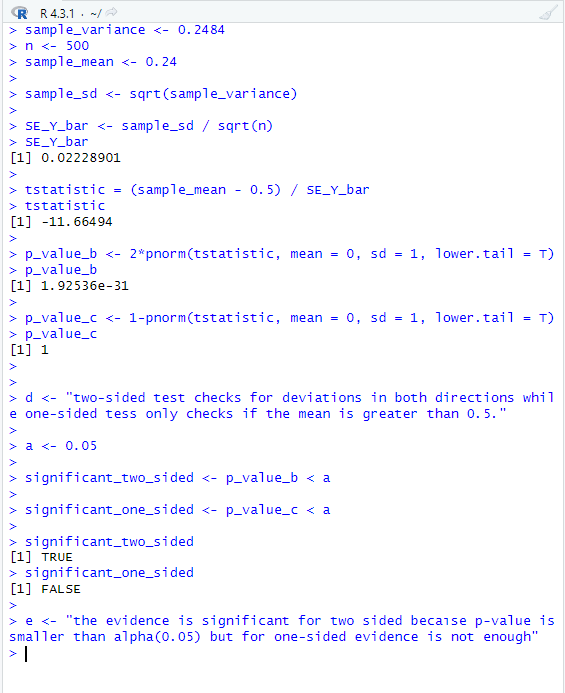 R 4.3.1 · ~/
> sample_variance <- 0.2484
> n <- 500
> sample_mean <- 0.24
>
> sample_sd <- sqrt(sample_variance)
>
> SE_Y_bar <- sample_sd / sqrt(n)
> SE_Y_bar
[1] 0.02228901
>
> tstatistic = (sample_mean - 0.5) / SE_Y_bar
> tstatistic
[1] -11.66494
>
> p_value_b <- 2*pnorm(tstatistic, mean = 0, sd = 1, lower.tail = T)
> p_value_b
[1] 1.92536e-31
>
> p_value_c <- 1-pnorm(tstatistic, mean = 0, sd = 1, lower.tail = T)
> p_value_c
[1] 1
>
>
> d <- "two-sided test checks for deviations in both directions whil
e one-sided tess only checks if the mean is greater than 0.5."
>
> a <- 0.05
>
> significant_two_sided <- p_value_b < a
>
> significant_one_sided <- p_value_c < a
>
> significant_two_sided
[1] TRUE
> significant_one_sided
[1] FALSE
>
> e <- "the evidence is significant for two sided becaıse p-value is
smaller than alpha(0.05) but for one-sided evidence is not enough"
>